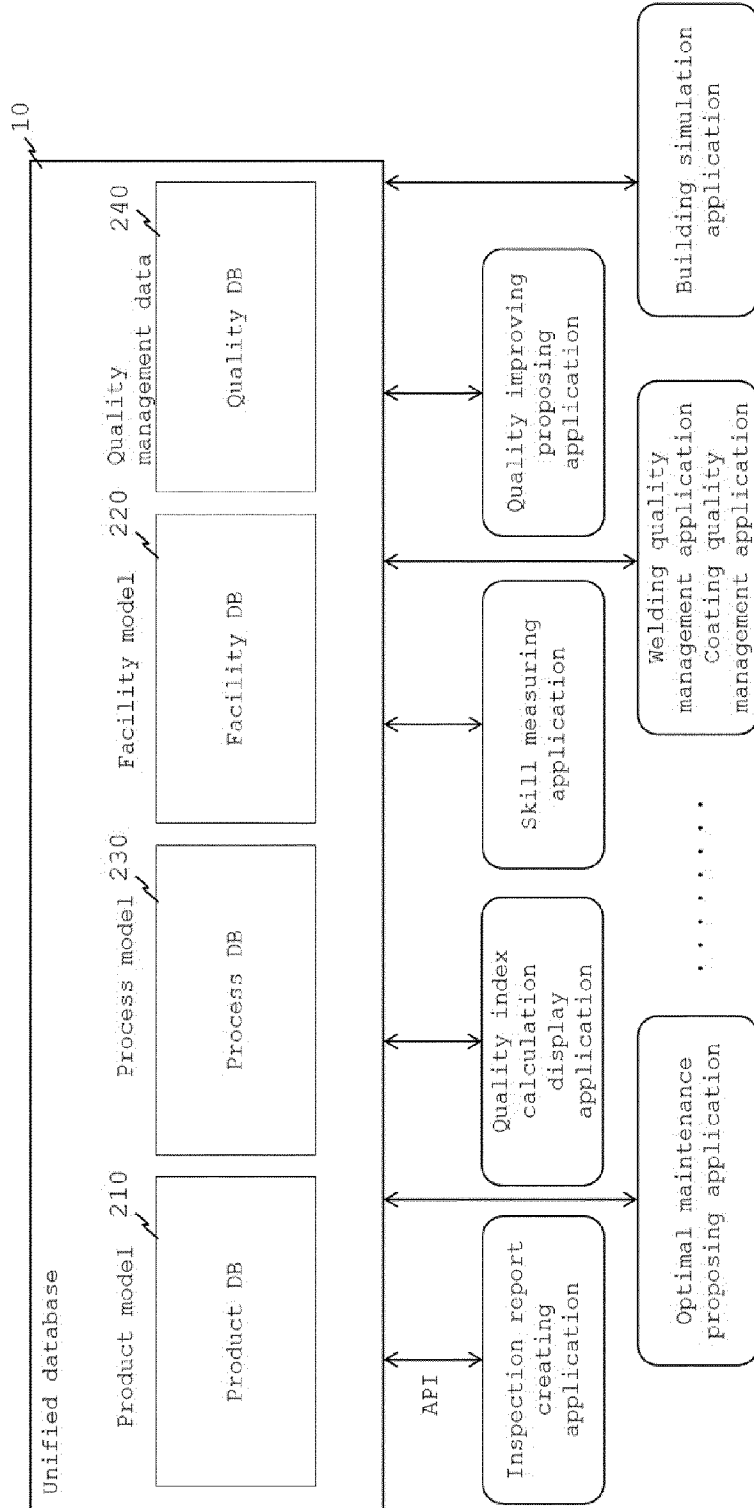 10
Unified database
Product model 210
Product DB
Process model 230
Process DB
Facility model 220
Facility DB
Quality
management data 240
Quality DB
API
Inspection report
creating
application
Quality index
calculation
display
application
Skill measuring
application
Quality improving
proposing
application
Optimal maintenance
proposing application
. . . . . . . . .
Welding quality
management application
Coating quality
management application
Building simulation
application